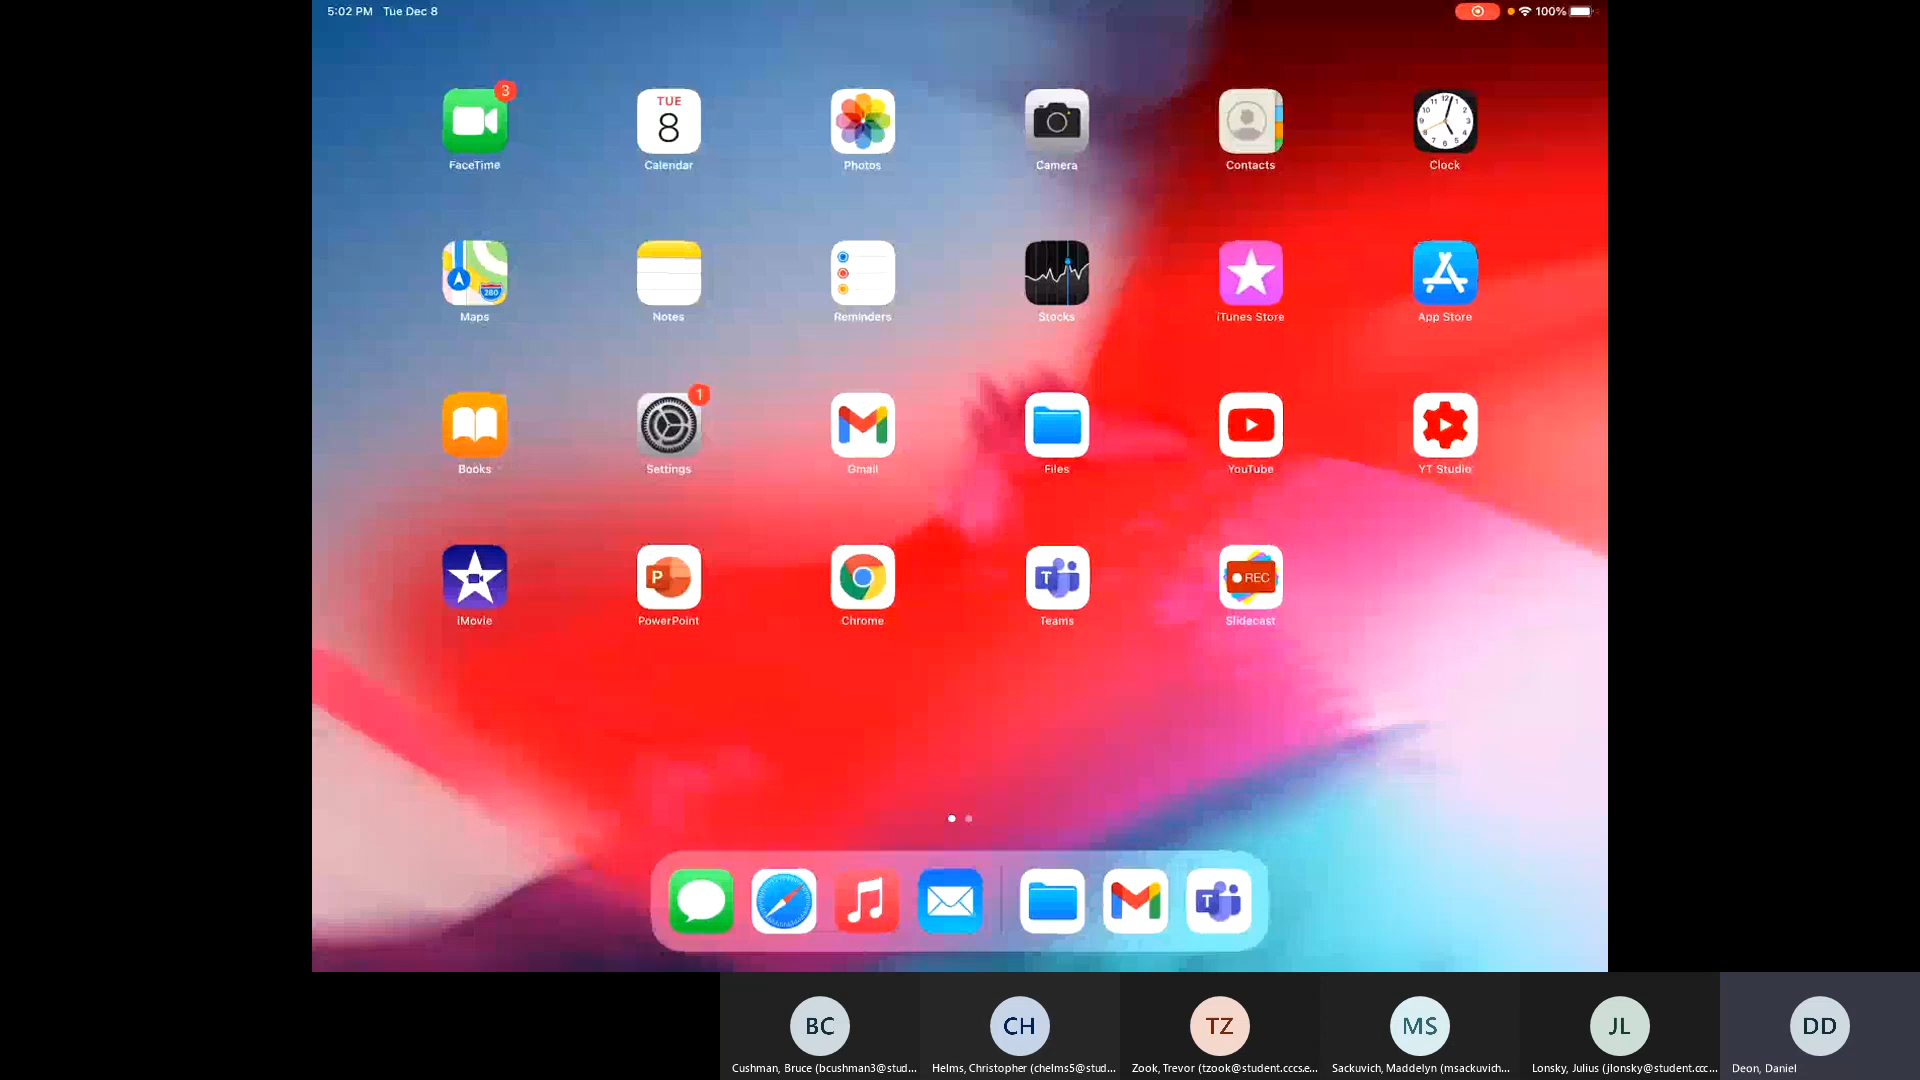 5:02 PM Tue Dec 8
100%
3
TUE
8
12
FaceTime
Calendar
Photos
Camera
Contacts
Clock
280
Maps
Notes
Reminders
Stocks
iTunes Store
App Store
1
Books
Settings
Gmail
Files
YouTube
YT Studio
P
T
REC
iMovie
PowerPoint
Chrome
Teams
Slidecast
T
BC
CH
TZ
MS
JL
DD
Cushman, Bruce (bcushman3@stud...
Helms, Christopher (chelms5@stud...
Zook, Trevor (tzook@student.cccs.e...
Sackuvich, Maddelyn (msackuvich...
Lonsky, Julius (jlonsky@student.ccc...
Deon, Daniel